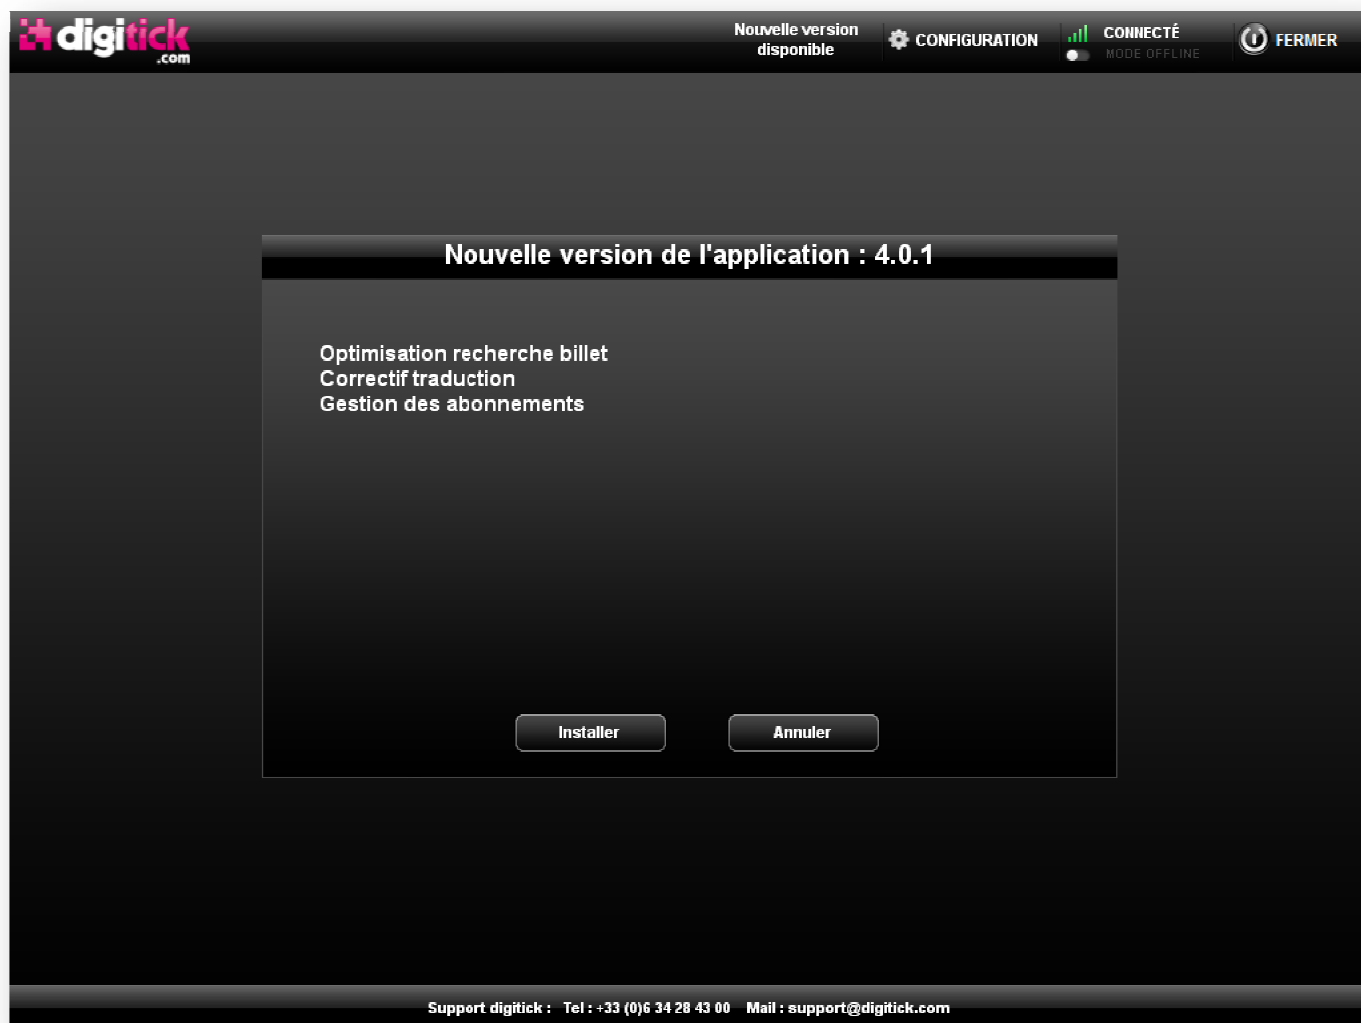 digitick
.com
Nouvelle version
disponible
CONFIGURATION
CONNECTÉ
MODE OFFLINE
FERMER
Nouvelle version de l'application : 4.0.1
Optimisation recherche billet
Correctif traduction
Gestion des abonnements
Installer
Annuler
Support digitick : Tel : +33 (0)6 34 28 43 00 Mail : support@digitick.com